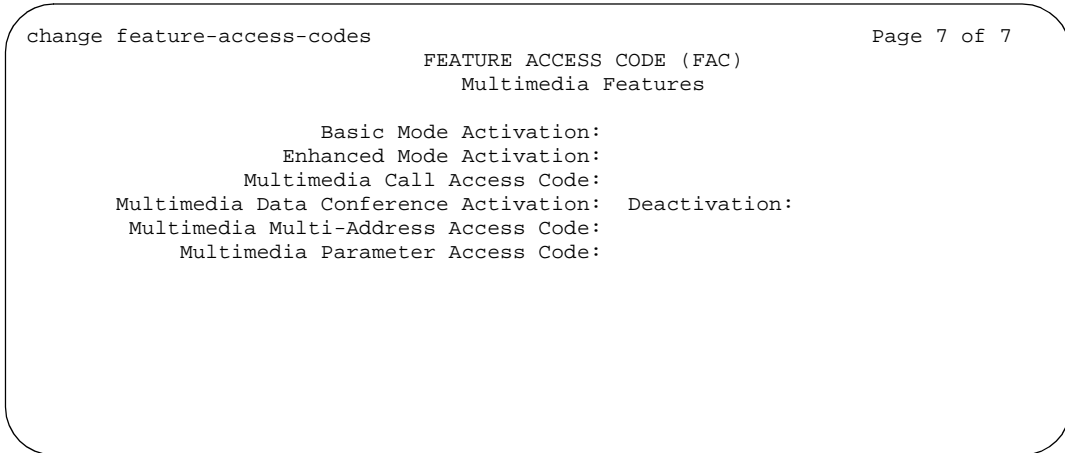 change feature-access-codes Page 7 of 7
FEATURE ACCESS CODE (FAC)
Multimedia Features
Basic Mode Activation:
Enhanced Mode Activation:
Multimedia Call Access Code:
Multimedia Data Conference Activation: Deactivation:
Multimedia Multi-Address Access Code:
Multimedia Parameter Access Code: